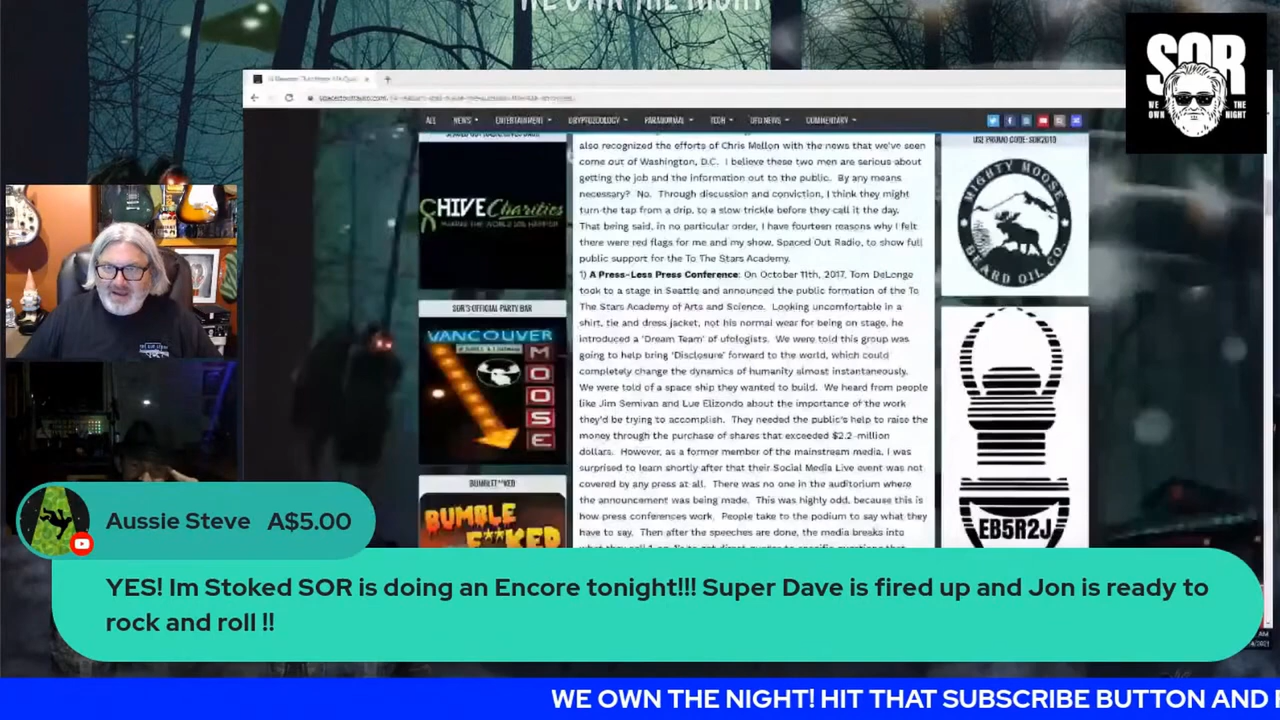 WE OWN THE NIGHT
SOR
WE OWN THE NIGHT
ALL NEWS ENTERTAINMENT CRYPTOZOOLOGY PARANORMAL TECH UFO NEWS COMMENTARY
USE PROMO CODE: SOR2010
HIVE Charities
SOR'S OFFICIAL PARTY BAR
VANCOUVER
MOOSE
BUMBLEF**KED
BUMBLE
F**KED
also recognized the efforts of Chris Mellon with the news that we've seen
come out of Washington, D.C. I believe these two men are serious about
getting the job and the information out to the public. By any means
necessary? No. Through discussion and conviction, I think they might
turn the tap from a drip, to a slow trickle before they call it the day.
That being said, in no particular order, I have fourteen reasons why I felt
there were red flags for me and my show, Spaced Out Radio, to show full
public support for the To The Stars Academy.
1) A Press-Less Press Conference: On October 11th, 2017, Tom DeLonge
took to a stage in Seattle and announced the public formation of the To
The Stars Academy of Arts and Science. Looking uncomfortable in a
shirt, tie and dress jacket, not his normal wear for being on stage, he
introduced a 'Dream Team' of ufologists. We were told this group was
going to help bring 'Disclosure' forward to the world, which could
completely change the dynamics of humanity almost instantaneously.
We were told of a space ship they wanted to build. We heard from people
like Jim Semivan and Lue Elizondo about the importance of the work
they'd be trying to accomplish. They needed the public's help to raise the
money through the purchase of shares that exceeded $2.2-million
dollars. However, as a former member of the mainstream media, I was
surprised to learn shortly after that their Social Media Live event was not
covered by any press at all. There was no one in the auditorium where
the announcement was being made. This was highly odd, because this is
how press conferences work. People take to the podium to say what they
have to say. Then after the speeches are done, the media breaks into
MIGHTY MOOSE
BEARD OIL CO.
EB5R2J
Aussie Steve A$5.00
YES! Im Stoked SOR is doing an Encore tonight!!! Super Dave is fired up and Jon is ready to
rock and roll !!
WE OWN THE NIGHT! HIT THAT SUBSCRIBE BUTTON AND